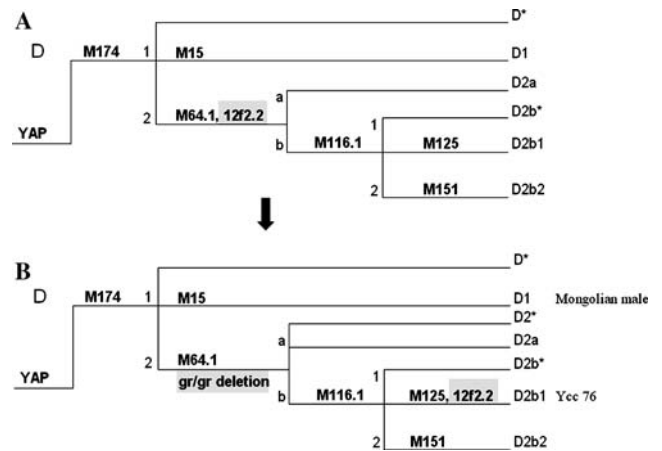 A
D*
D
M174
1
M15
D1
a
D2a
2
M64.1, 12f2.2
1
D2b*
YAP
b
M116.1
M125
D2b1
2
M151
D2b2
B
D*
D
M174
1
M15
D1
Mongolian male
D2*
a
D2a
2
M64.1
gr/gr deletion
1
D2b*
YAP
b
M116.1
M125, 12f2.2
D2b1
Ycc 76
2
M151
D2b2